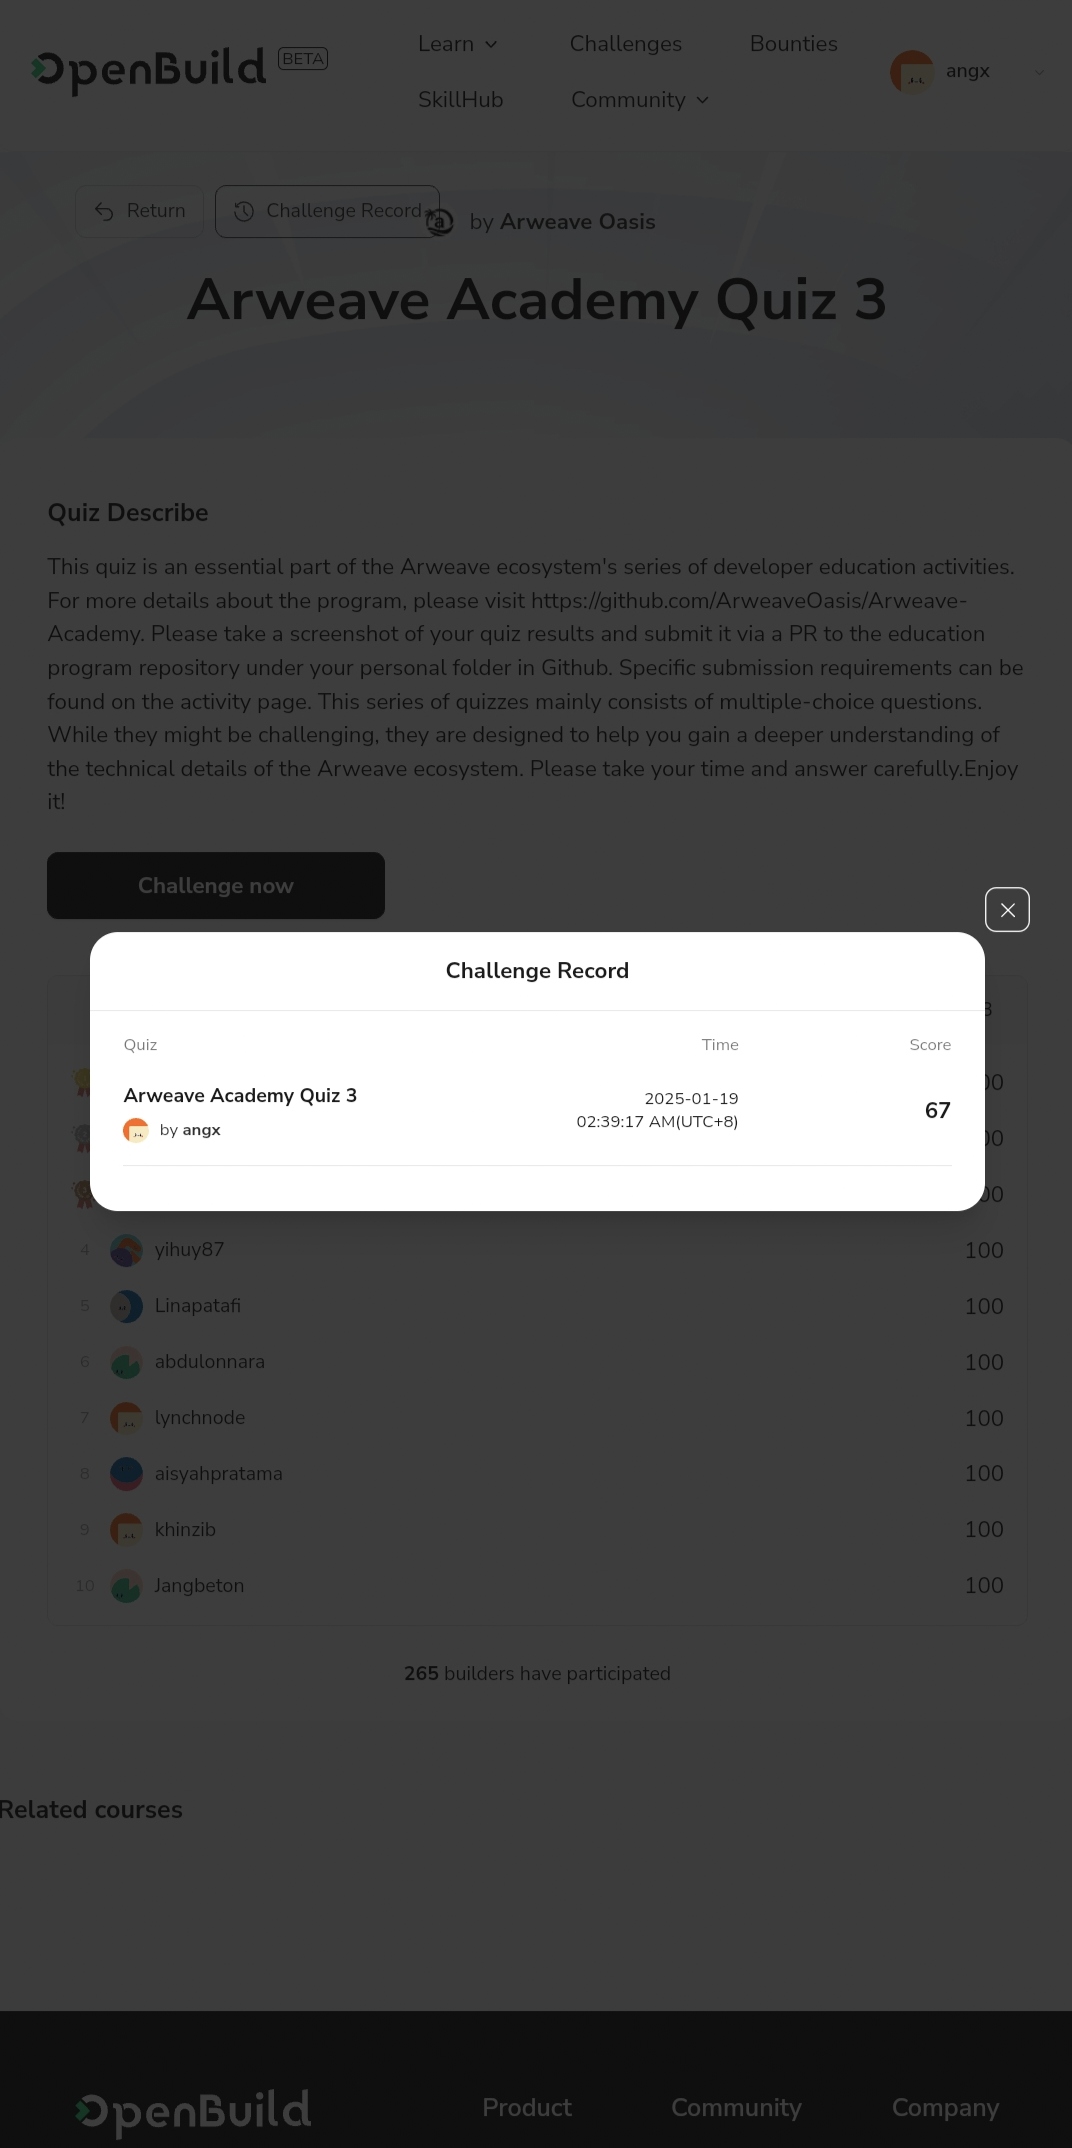 OpenBuild BETA
Learn
Challenges
Bounties
SkillHub
Community
angx
Return
Challenge Record
by Arweave Oasis
Arweave Academy Quiz 3
Quiz Describe
This quiz is an essential part of the Arweave ecosystem's series of developer education activities.
For more details about the program, please visit https://github.com/ArweaveOasis/Arweave-
Academy. Please take a screenshot of your quiz results and submit it via a PR to the education
program repository under your personal folder in Github. Specific submission requirements can be
found on the activity page. This series of quizzes mainly consists of multiple-choice questions.
While they might be challenging, they are designed to help you gain a deeper understanding of
the technical details of the Arweave ecosystem. Please take your time and answer carefully.Enjoy
it!
Challenge now
Challenge Record
Quiz Time Score
Arweave Academy Quiz 3
by angx
2025-01-19
02:39:17 AM(UTC+8)
67
4 yihuy87 100
5 Linapatafi 100
6 abdulonnara 100
7 lynchnode 100
8 aisyahpratama 100
9 khinzib 100
10 Jangbeton 100
265 builders have participated
Related courses
OpenBuild
Product
Community
Company